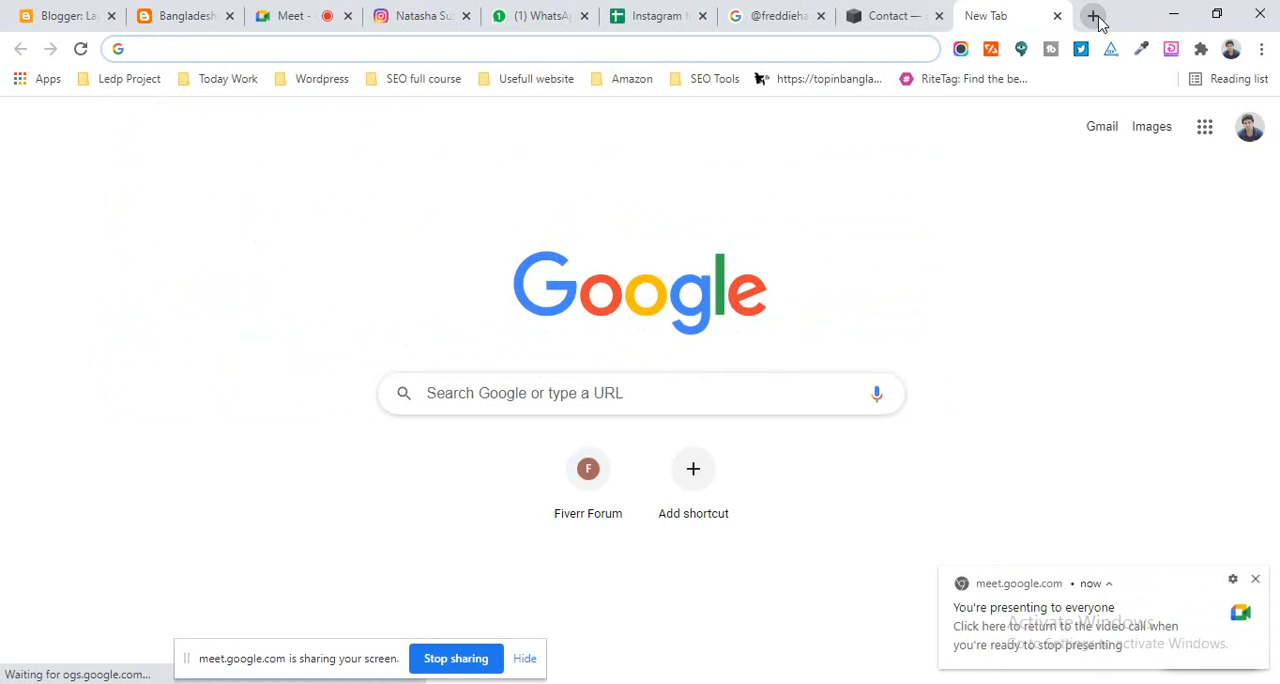 Blogger: La
Bangladesh
Meet -
Natasha Su
(1) WhatsA
Instagram
@freddieha
Contact —
New Tab
Apps
Ledp Project
Today Work
Wordpress
SEO full course
Usefull website
Amazon
SEO Tools
https://topinbangla...
RiteTag: Find the be...
Reading list
Gmail
Images
Google
Search Google or type a URL
F
Fiverr Forum
Add shortcut
meet.google.com • now
You're presenting to everyone
Click here to return to the video call when
you're ready to stop presenting
Activate Windows
Go to Settings to activate Windows.
meet.google.com is sharing your screen.
Stop sharing
Hide
Waiting for ogs.google.com...